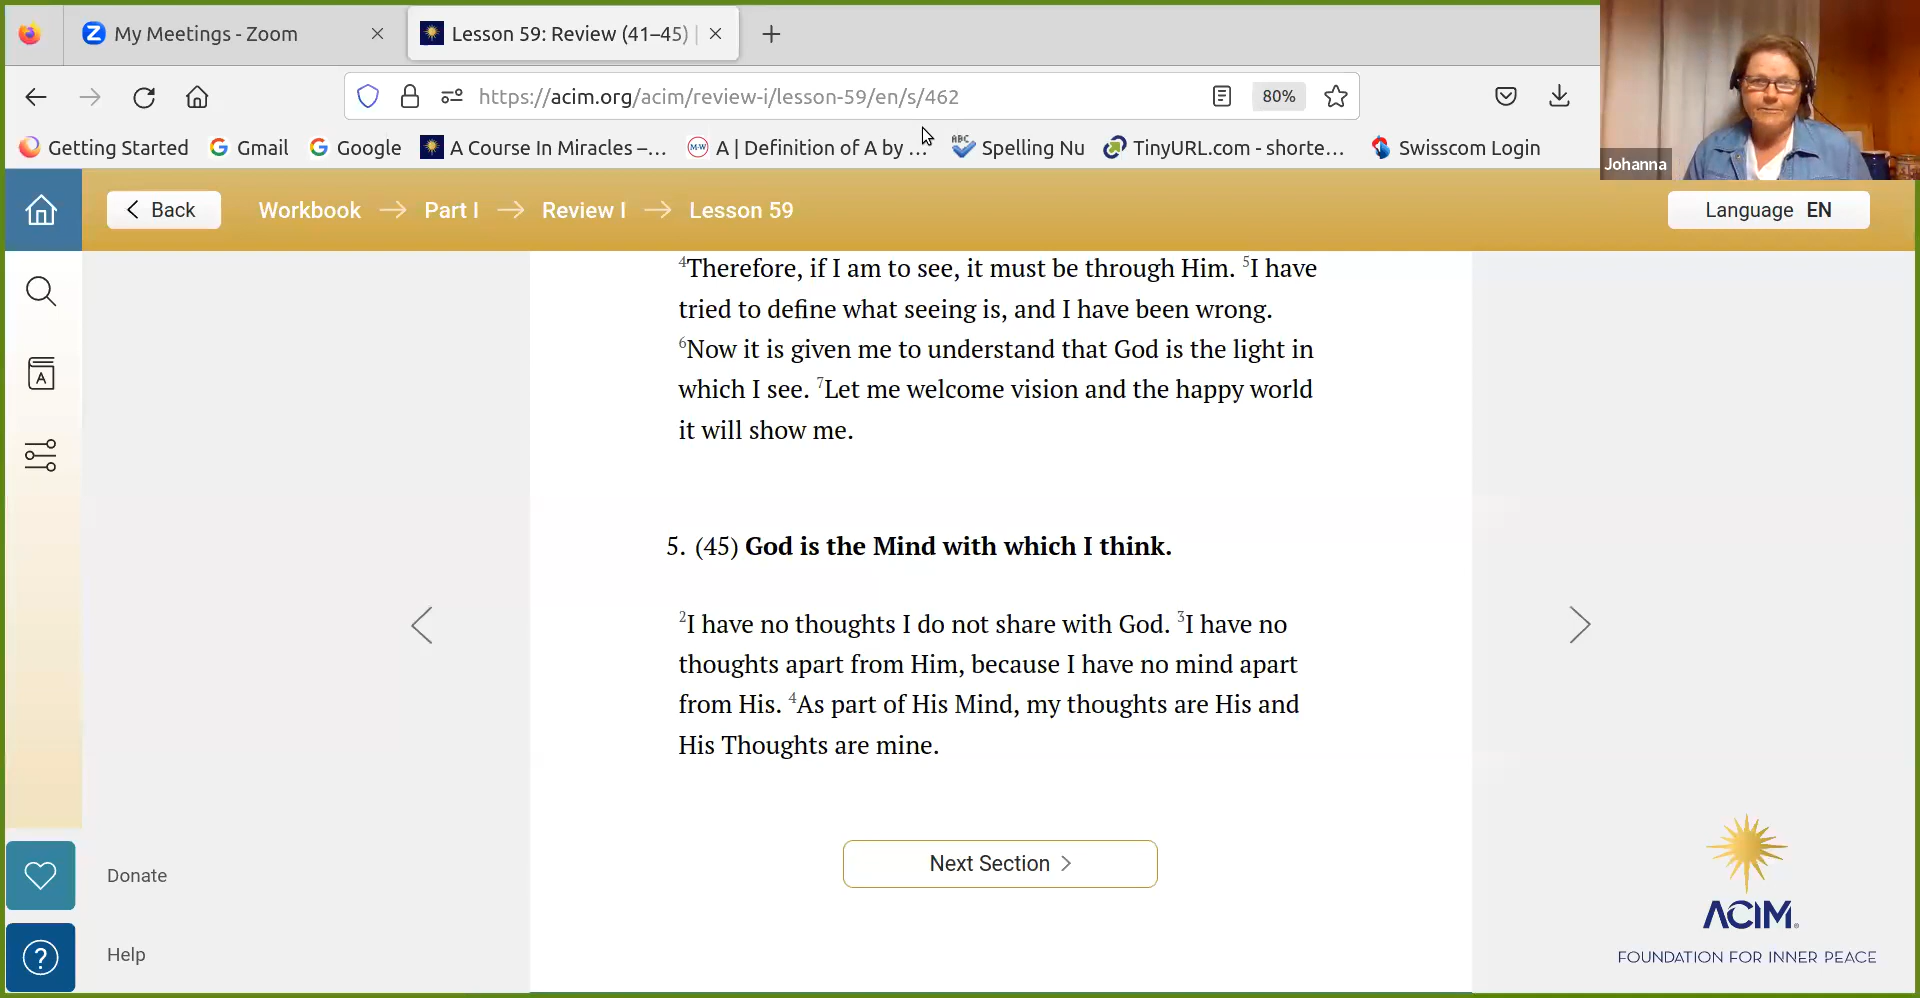 My Meetings - Zoom
Lesson 59: Review (41–45) |
https://acim.org/acim/review-i/lesson-59/en/s/462
80%
Getting Started
Gmail
Google
A Course In Miracles –...
M-W
A | Definition of A by ...
ABC
Spelling Nu
TinyURL.com - shorte...
Swisscom Login
Johanna
Back
Workbook → Part I → Review I → Lesson 59
Language EN
4Therefore, if I am to see, it must be through Him. 5I have
tried to define what seeing is, and I have been wrong.
6Now it is given me to understand that God is the light in
which I see. 7Let me welcome vision and the happy world
it will show me.
5. (45) God is the Mind with which I think.
2I have no thoughts I do not share with God. 3I have no
thoughts apart from Him, because I have no mind apart
from His. 4As part of His Mind, my thoughts are His and
His Thoughts are mine.
Next Section >
Donate
Help
ACIM®
FOUNDATION FOR INNER PEACE